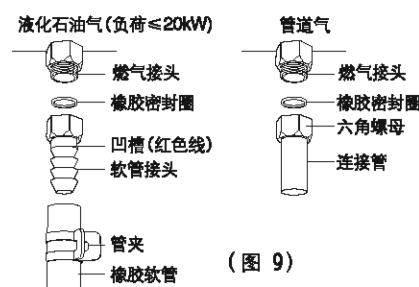 液化石油气(负荷≤20kW)
燃气接头
橡胶密封圈
凹槽(红色线)
软管接头
管夹
橡胶软管
管道气
燃气接头
橡胶密封圈
六角螺母
连接管
(图 9)